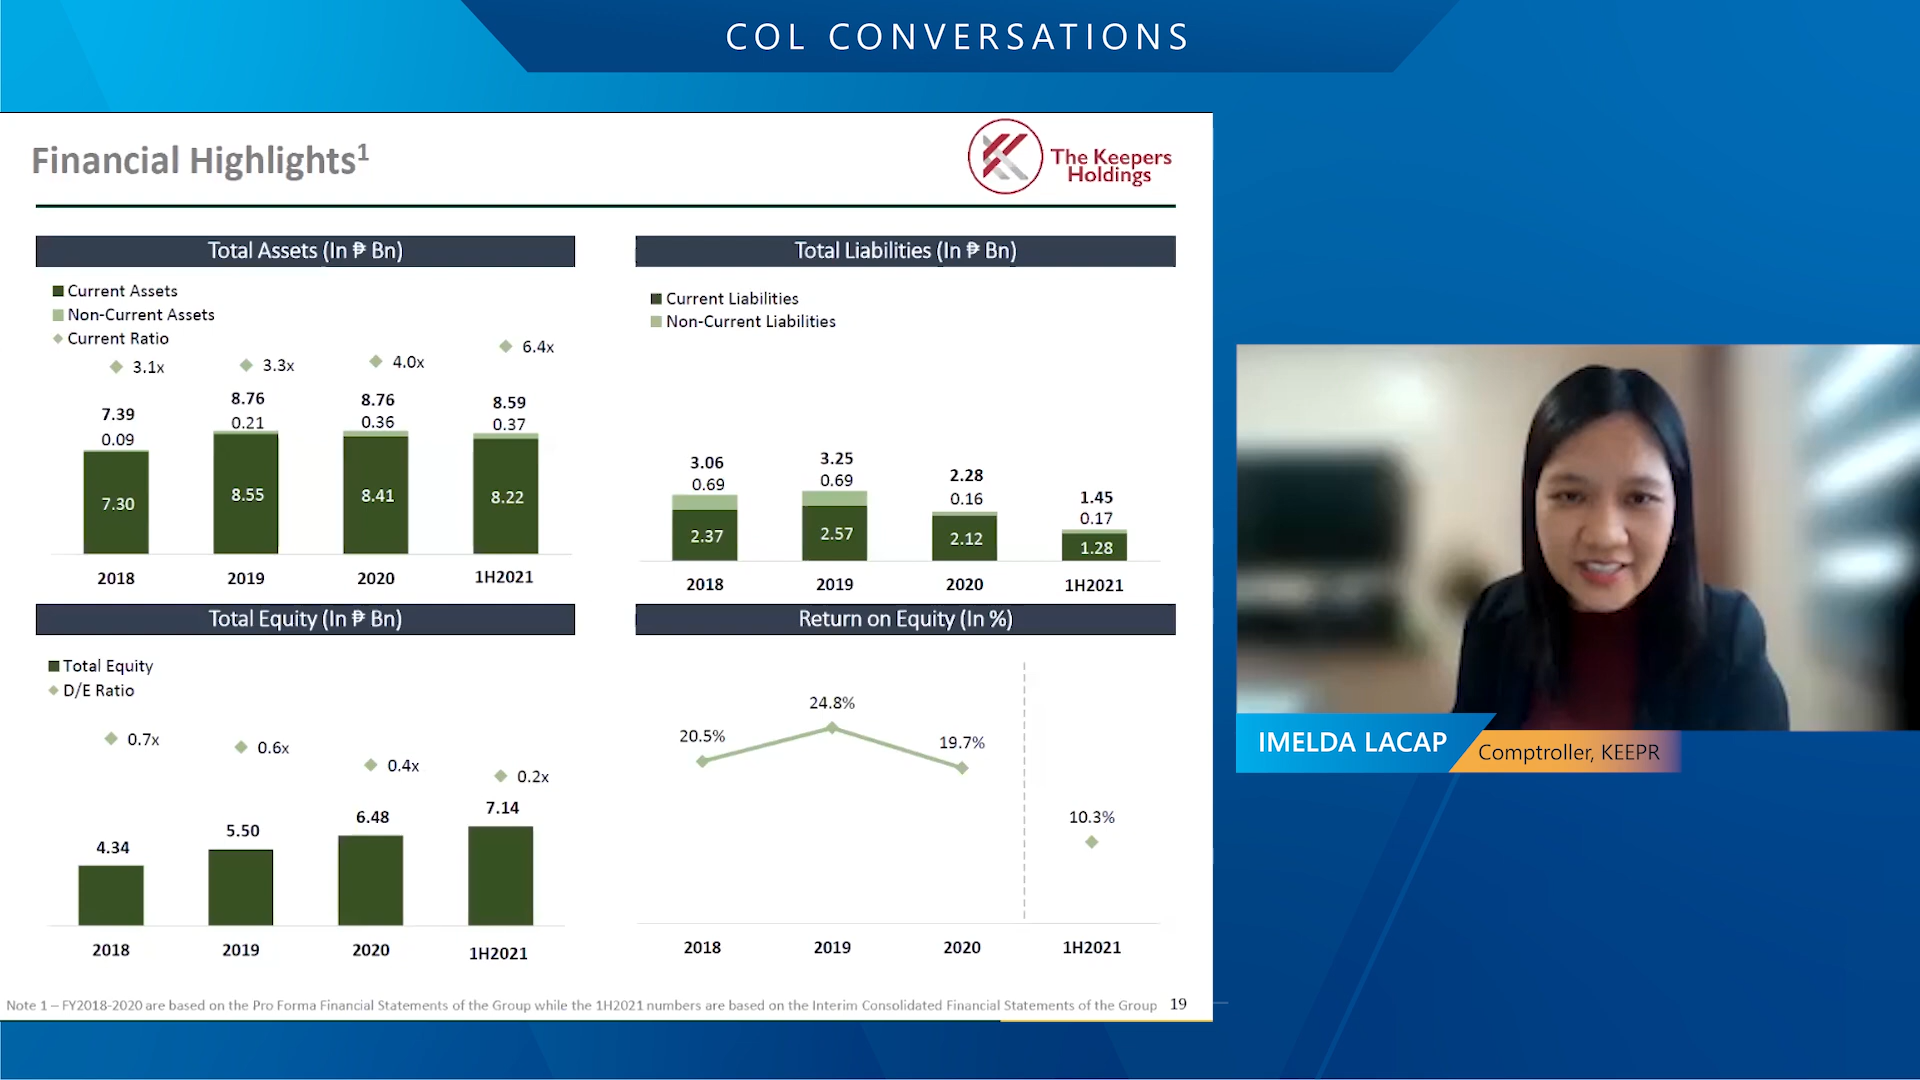 COL CONVERSATIONS
Financial Highlights1
The Keepers
Holdings
Total Assets (In ₱ Bn)
Current Assets
Non-Current Assets
Current Ratio
3.1x
3.3x
4.0x
6.4x
7.39
8.76
8.76
8.59
0.09
0.21
0.36
0.37
7.30
8.55
8.41
8.22
2018
2019
2020
1H2021
Total Liabilities (In ₱ Bn)
Current Liabilities
Non-Current Liabilities
3.06
3.25
2.28
1.45
0.69
0.69
0.16
0.17
2.37
2.57
2.12
1.28
2018
2019
2020
1H2021
Total Equity (In ₱ Bn)
Total Equity
D/E Ratio
0.7x
0.6x
0.4x
0.2x
4.34
5.50
6.48
7.14
2018
2019
2020
1H2021
Return on Equity (In %)
20.5%
24.8%
19.7%
10.3%
2018
2019
2020
1H2021
Note 1 – FY2018-2020 are based on the Pro Forma Financial Statements of the Group while the 1H2021 numbers are based on the Interim Consolidated Financial Statements of the Group
19
IMELDA LACAP
Comptroller, KEEPR